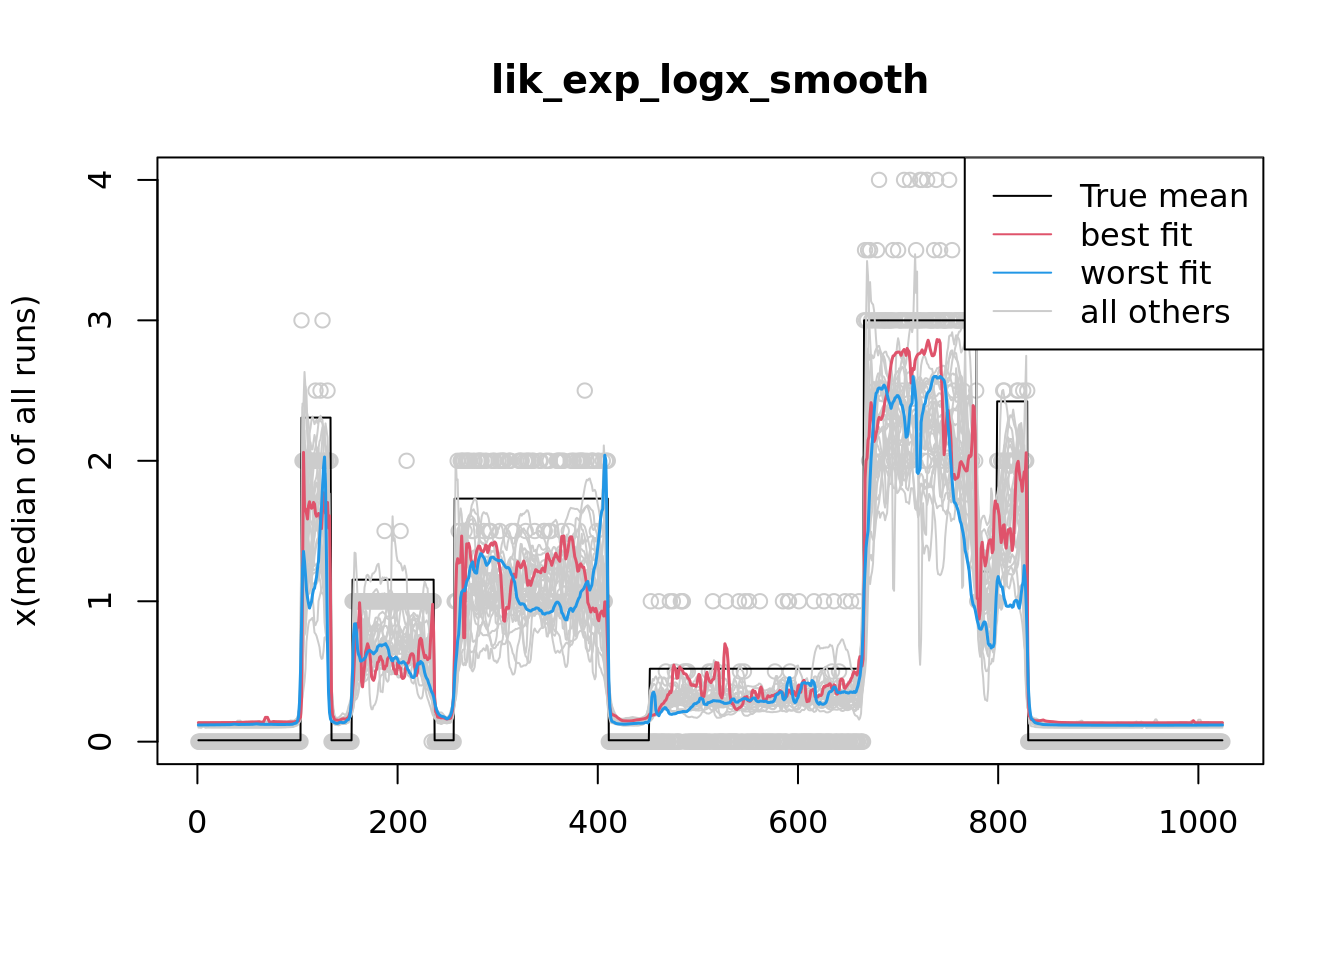 lik_exp_logx_smooth
x(median of all runs)
4
3
2
1
0
0 200 400 600 800 1000
True mean
best fit
worst fit
all others